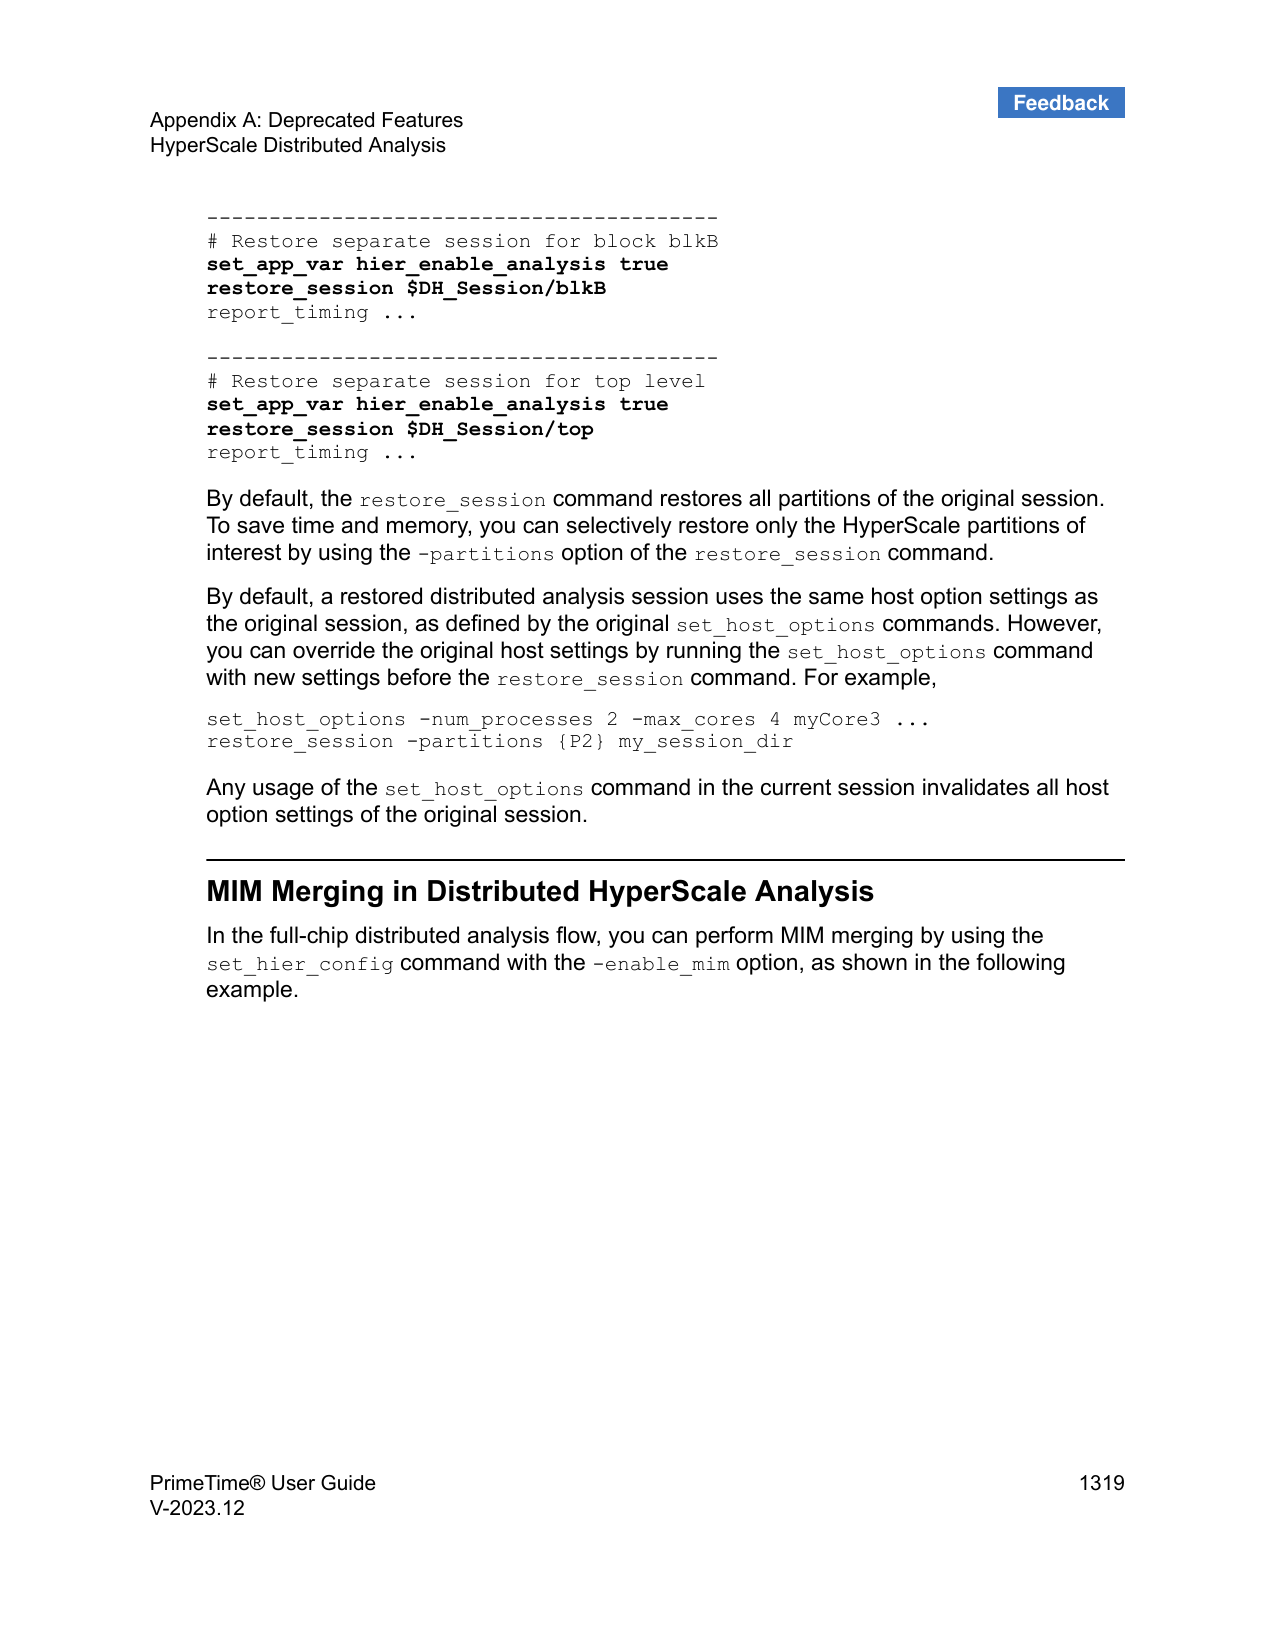 Feedback
Appendix A: Deprecated Features
HyperScale Distributed Analysis
-----------------------------------------
# Restore separate session for block blkB
set_app_var hier_enable_analysis true
restore_session $DH_Session/blkB
report_timing ...
-----------------------------------------
# Restore separate session for top level
set_app_var hier_enable_analysis true
restore_session $DH_Session/top
report_timing ...
By default, the restore_session command restores all partitions of the original session.
To save time and memory, you can selectively restore only the HyperScale partitions of
interest by using the -partitions option of the restore_session command.
By default, a restored distributed analysis session uses the same host option settings as
the original session, as defined by the original set_host_options commands. However,
you can override the original host settings by running the set_host_options command
with new settings before the restore_session command. For example,
set_host_options -num_processes 2 -max_cores 4 myCore3 ...
restore_session -partitions {P2} my_session_dir
Any usage of the set_host_options command in the current session invalidates all host
option settings of the original session.
MIM Merging in Distributed HyperScale Analysis
In the full-chip distributed analysis flow, you can perform MIM merging by using the
set_hier_config command with the -enable_mim option, as shown in the following
example.
PrimeTime® User Guide
V-2023.12
1319